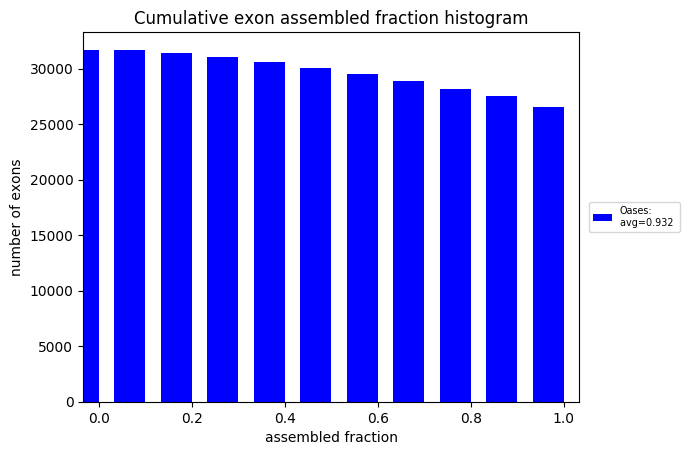 Cumulative exon assembled fraction histogram
number of exons
30000
25000
20000
15000
10000
5000
0
0.0 0.2 0.4 0.6 0.8 1.0
assembled fraction
Oases:
avg=0.932